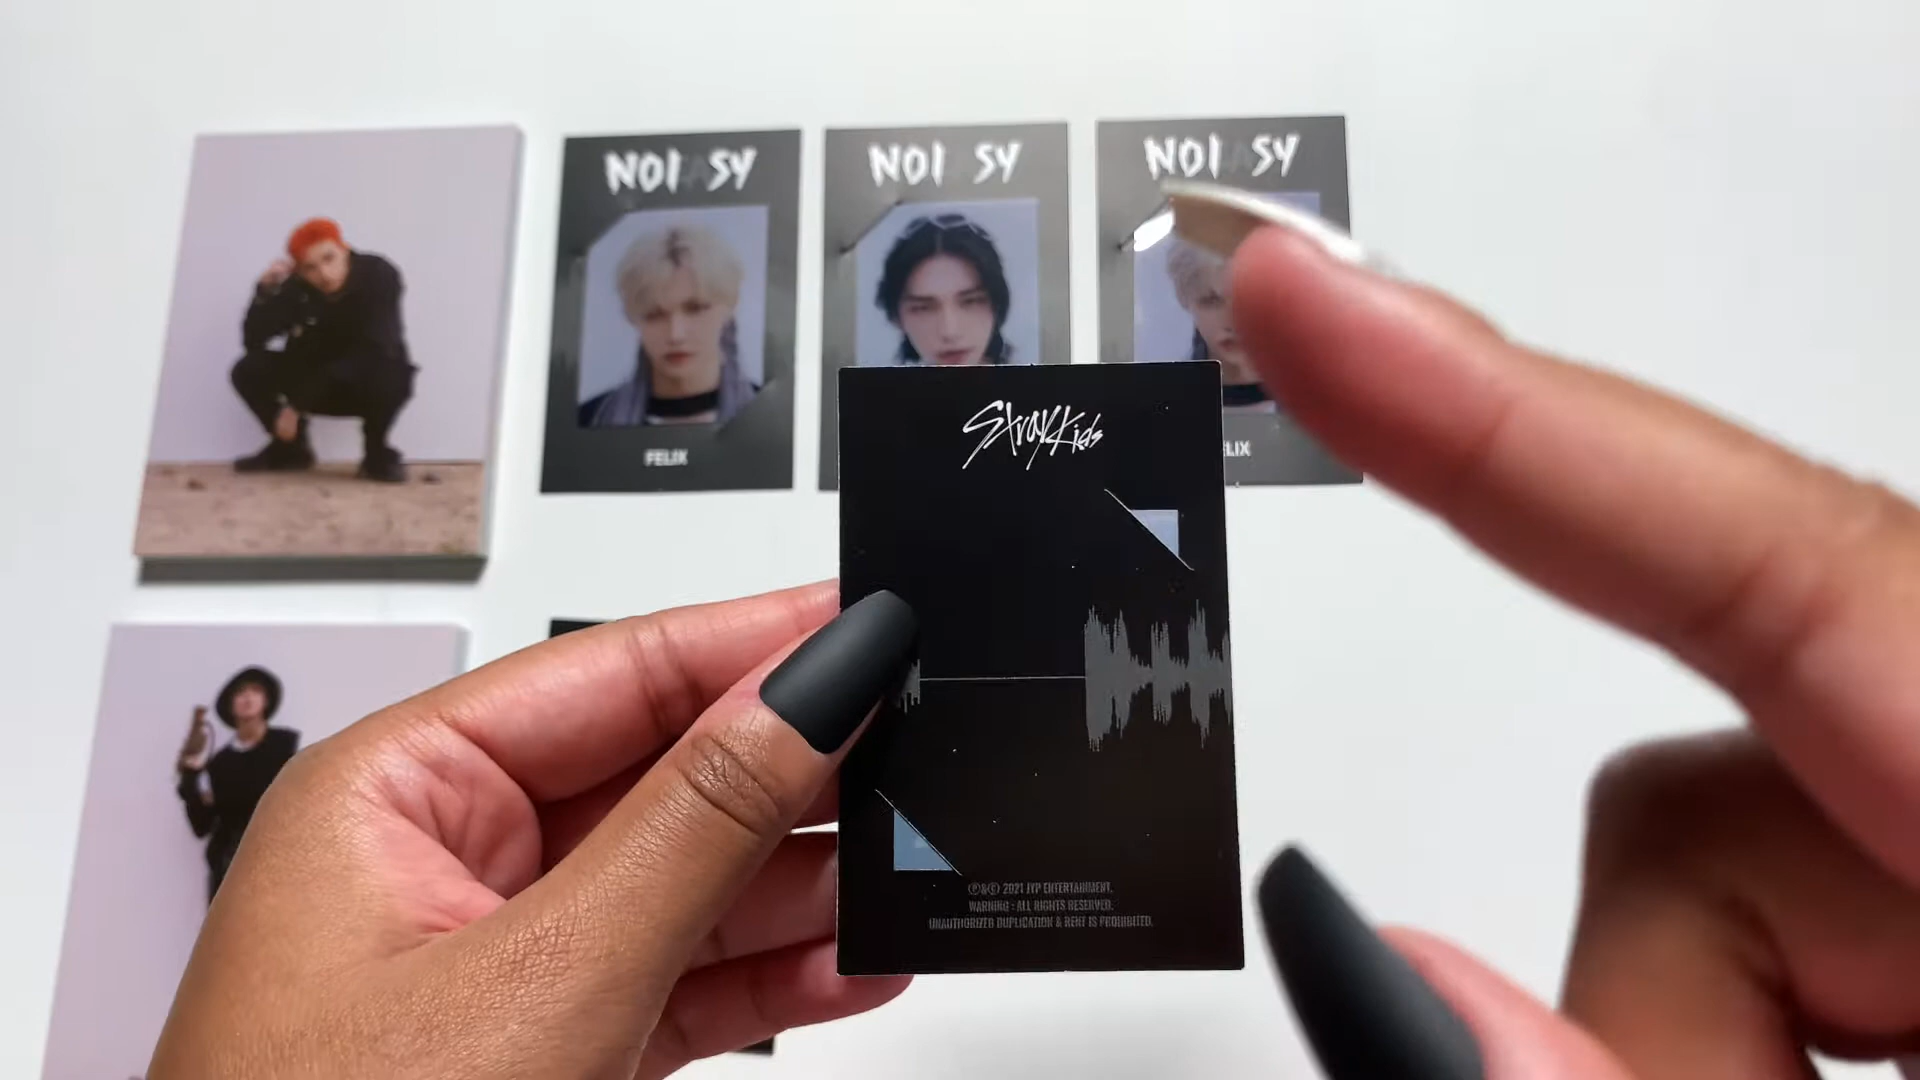 NOI SY
NOI SY
NOI SY
FELIX
ELIX
Stray Kids
Ⓟ&Ⓒ 2021 JYP ENTERTAINMENT.
WARNING : ALL RIGHTS RESERVED.
UNAUTHORIZED DUPLICATION & RENT IS PROHIBITED.